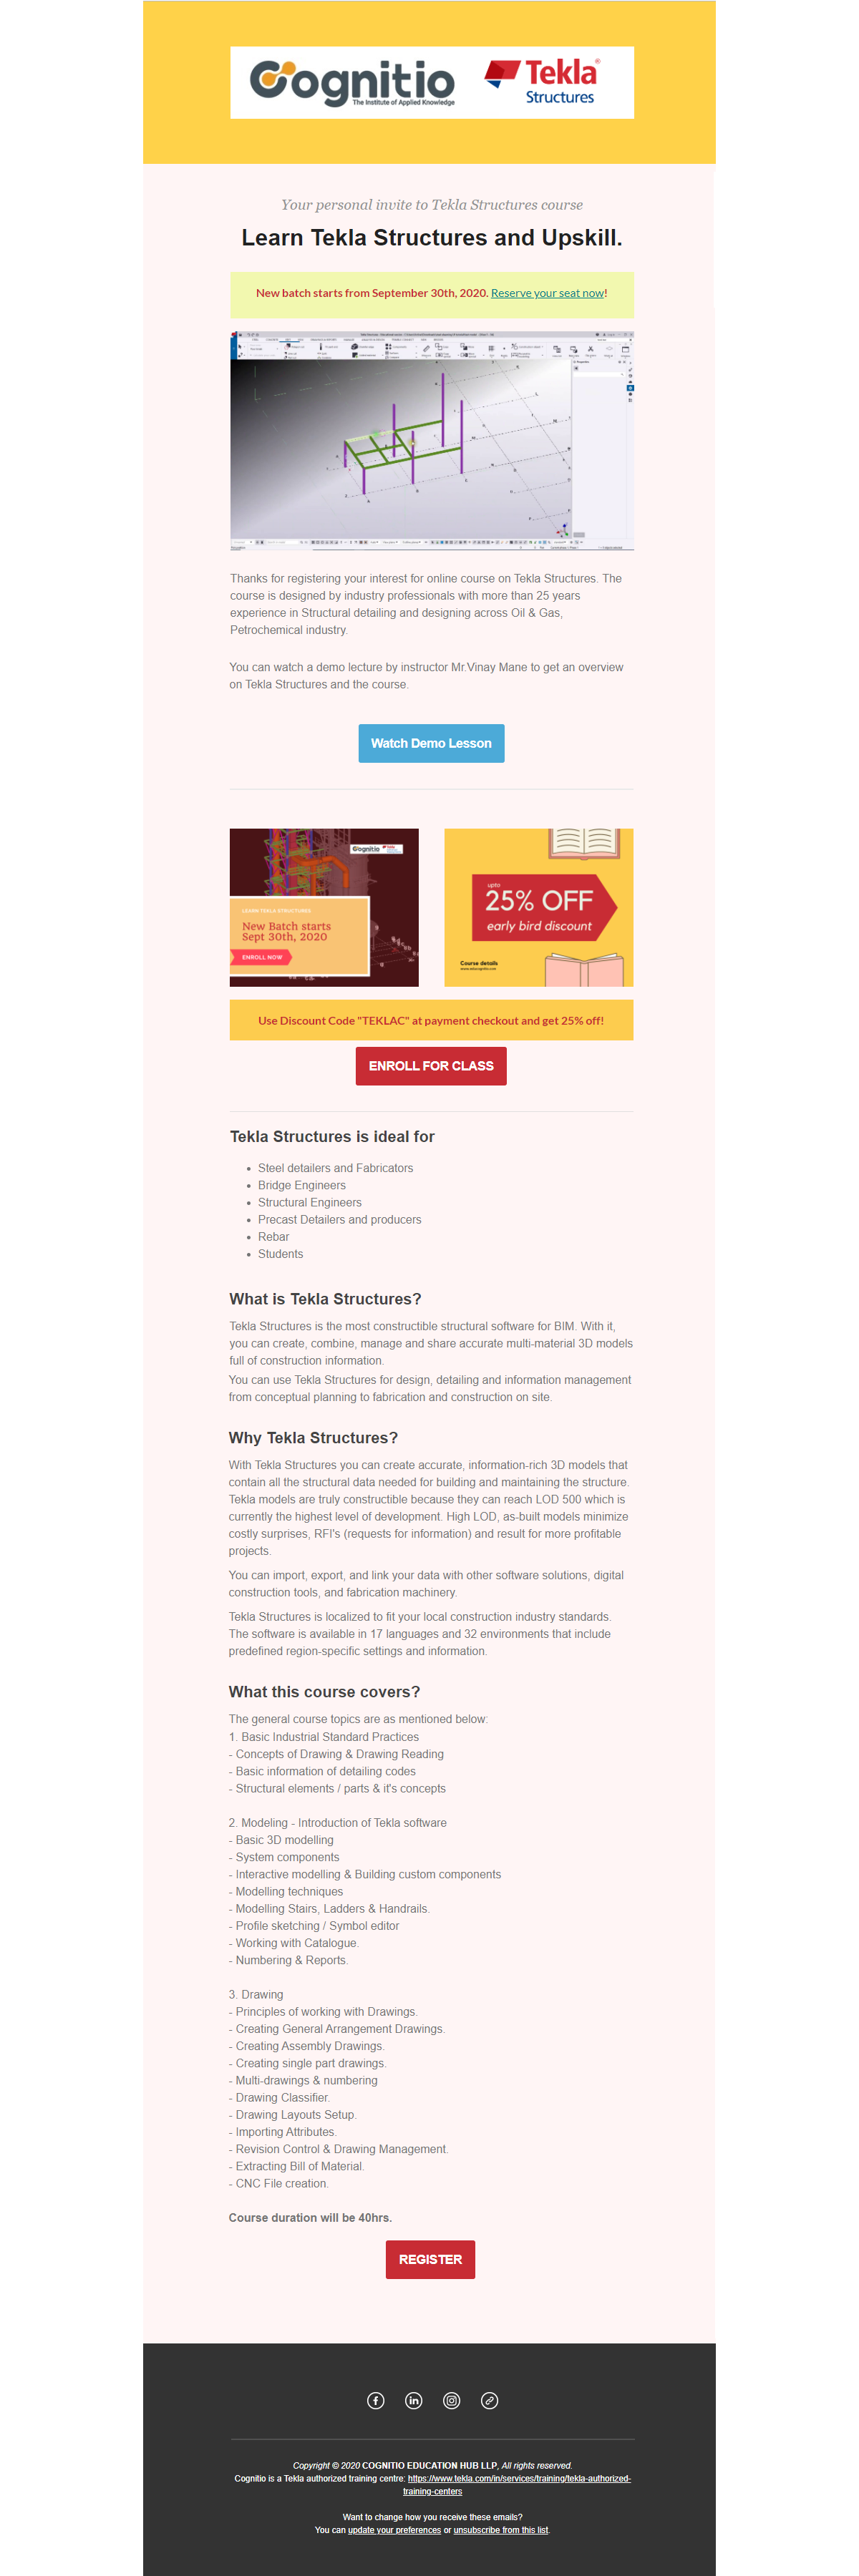 Cognitio
The Institute of Applied Knowledge
Tekla®
Structures
Your personal invite to Tekla Structures course
Learn Tekla Structures and Upskill.
New batch starts from September 30th, 2020. Reserve your seat now!
Thanks for registering your interest for online course on Tekla Structures. The
course is designed by industry professionals with more than 25 years
experience in Structural detailing and designing across Oil & Gas,
Petrochemical industry.
You can watch a demo lecture by instructor Mr.Vinay Mane to get an overview
on Tekla Structures and the course.
Watch Demo Lesson
Cognitio
LEARN TEKLA STRUCTURES
New Batch starts
Sept 30th, 2020
ENROLL NOW
upto
25% OFF
early bird discount
Course details
Use Discount Code "TEKLAC" at payment checkout and get 25% off!
ENROLL FOR CLASS
Tekla Structures is ideal for
• Steel detailers and Fabricators
• Bridge Engineers
• Structural Engineers
• Precast Detailers and producers
• Rebar
• Students
What is Tekla Structures?
Tekla Structures is the most constructible structural software for BIM. With it,
you can create, combine, manage and share accurate multi-material 3D models
full of construction information.
You can use Tekla Structures for design, detailing and information management
from conceptual planning to fabrication and construction on site.
Why Tekla Structures?
With Tekla Structures you can create accurate, information-rich 3D models that
contain all the structural data needed for building and maintaining the structure.
Tekla models are truly constructible because they can reach LOD 500 which is
currently the highest level of development. High LOD, as-built models minimize
costly surprises, RFI's (requests for information) and result for more profitable
projects.
You can import, export, and link your data with other software solutions, digital
construction tools, and fabrication machinery.
Tekla Structures is localized to fit your local construction industry standards.
The software is available in 17 languages and 32 environments that include
predefined region-specific settings and information.
What this course covers?
The general course topics are as mentioned below:
1. Basic Industrial Standard Practices
- Concepts of Drawing & Drawing Reading
- Basic information of detailing codes
- Structural elements / parts & it's concepts
2. Modeling - Introduction of Tekla software
- Basic 3D modelling
- System components
- Interactive modelling & Building custom components
- Modelling techniques
- Modelling Stairs, Ladders & Handrails.
- Profile sketching / Symbol editor
- Working with Catalogue.
- Numbering & Reports.
3. Drawing
- Principles of working with Drawings.
- Creating General Arrangement Drawings.
- Creating Assembly Drawings.
- Creating single part drawings.
- Multi-drawings & numbering
- Drawing Classifier.
- Drawing Layouts Setup.
- Importing Attributes.
- Revision Control & Drawing Management.
- Extracting Bill of Material.
- CNC File creation.
Course duration will be 40hrs.
REGISTER
Copyright © 2020 COGNITIO EDUCATION HUB LLP, All rights reserved.
Cognitio is a Tekla authorized training centre: https://www.tekla.com/in/services/training/tekla-authorized-
training-centers
Want to change how you receive these emails?
You can update your preferences or unsubscribe from this list.